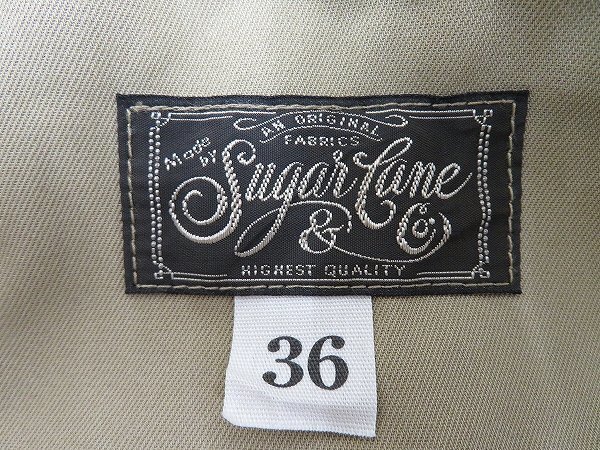 AN ORIGINAL
FABRICS
Made by
Sugar Cane
& Co.
HIGHEST QUALITY
36